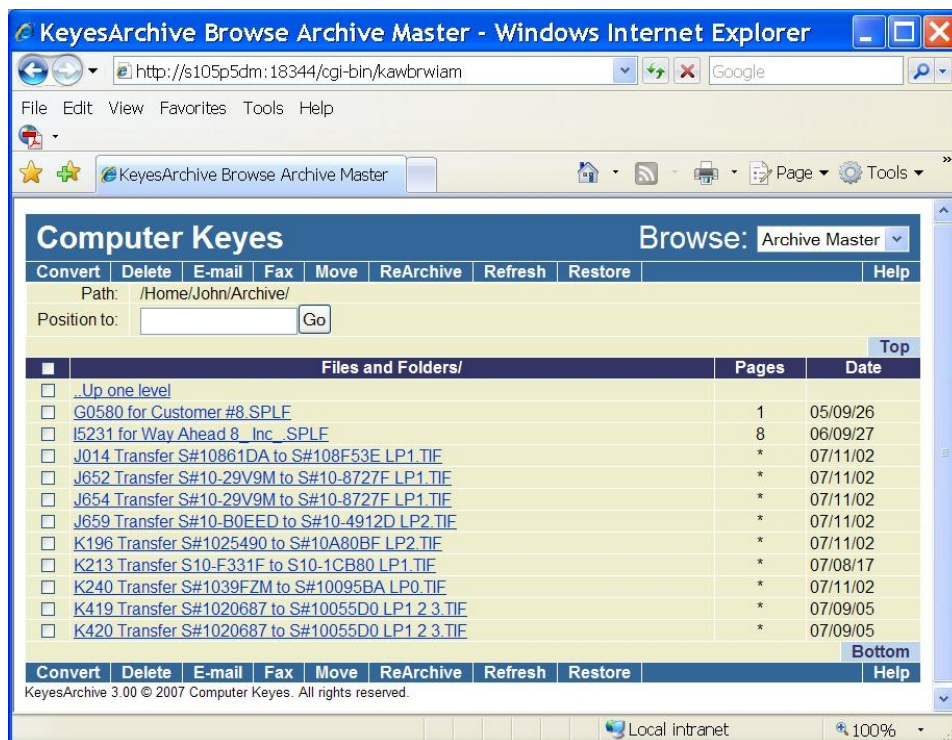 KeyesArchive Browse Archive Master - Windows Internet Explorer
http://s105p5dm:18344/cgi-bin/kawbrwiam Google
File Edit View Favorites Tools Help
KeyesArchive Browse Archive Master Page Tools »
Computer Keyes Browse: Archive Master
Convert Delete E-mail Fax Move ReArchive Refresh Restore Help
Path: /Home/John/Archive/
Position to: Go
Top
Files and Folders/ Pages Date
..Up one level
G0580 for Customer #8.SPLF 1 05/09/26
I5231 for Way Ahead 8_ Inc_.SPLF 8 06/09/27
J014 Transfer S#10861DA to S#108F53E LP1.TIF * 07/11/02
J652 Transfer S#10-29V9M to S#10-8727F LP1.TIF * 07/11/02
J654 Transfer S#10-29V9M to S#10-8727F LP1.TIF * 07/11/02
J659 Transfer S#10-B0EED to S#10-4912D LP2.TIF * 07/11/02
K196 Transfer S#1025490 to S#10A80BF LP2.TIF * 07/11/02
K213 Transfer S10-F331F to S10-1CB80 LP1.TIF * 07/08/17
K240 Transfer S#1039FZM to S#10095BA LP0.TIF * 07/11/02
K419 Transfer S#1020687 to S#10055D0 LP1 2 3.TIF * 07/09/05
K420 Transfer S#1020687 to S#10055D0 LP1 2 3.TIF * 07/09/05
Bottom
Convert Delete E-mail Fax Move ReArchive Refresh Restore Help
KeyesArchive 3.00 © 2007 Computer Keyes. All rights reserved.
Local intranet 100%